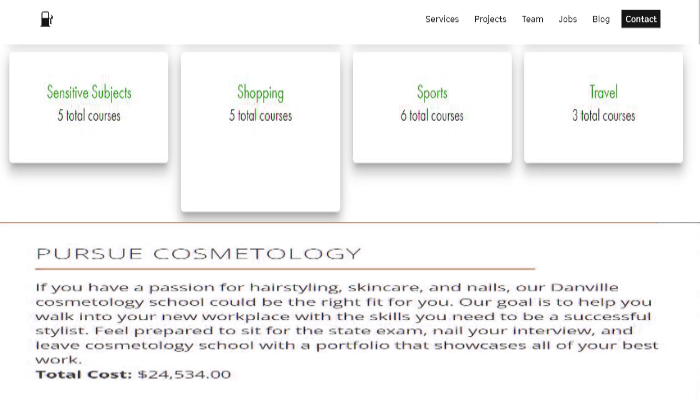 Services Projects Team Jobs Blog Contact
Sensitive Subjects
5 total courses
Shopping
5 total courses
Sports
6 total courses
Travel
3 total courses
PURSUE COSMETOLOGY
If you have a passion for hairstyling, skincare, and nails, our Danville
cosmetology school could be the right fit for you. Our goal is to help you
walk into your new workplace with the skills you need to be a successful
stylist. Feel prepared to sit for the state exam, nail your interview, and
leave cosmetology school with a portfolio that showcases all of your best
work.
Total Cost: $24,534.00